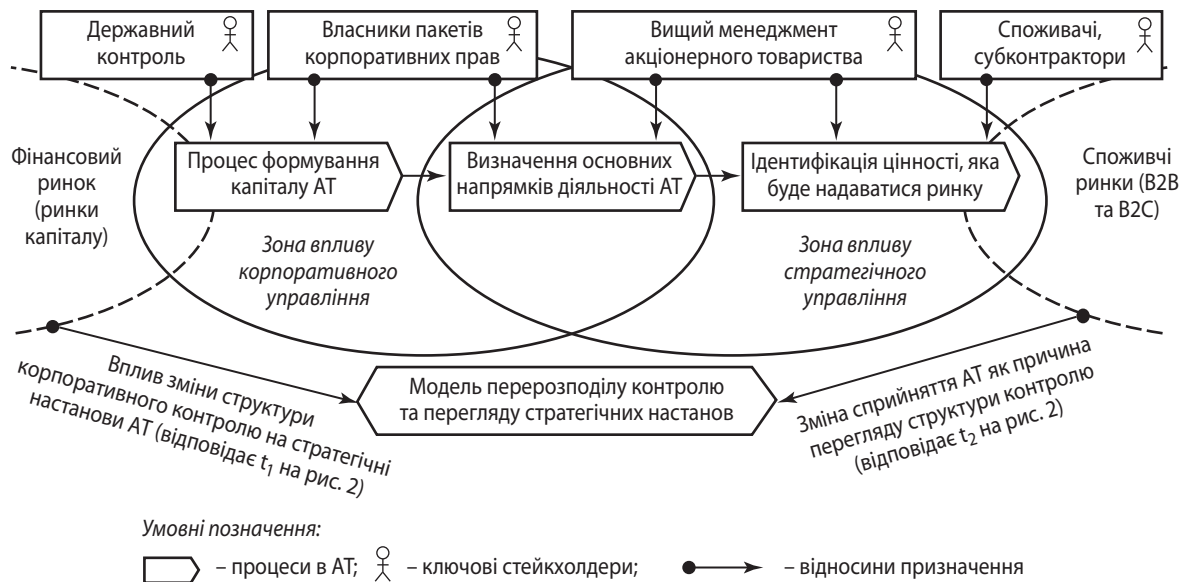 Державний
контроль
Власники пакетів
корпоративних прав
Вищий менеджмент
акціонерного товариства
Споживачі,
субконтрактори
Фінансовий
ринок
(ринки
капіталу)
Процес формування
капіталу АТ
Визначення основних
напрямків діяльності АТ
Ідентифікація цінності, яка
буде надаватися ринку
Споживчі
ринки (B2B
та B2C)
Зона впливу
корпоративного
управління
Зона впливу
стратегічного
управління
Вплив зміни структури
корпоративного контролю на стратегічні
настанови АТ (відповідає t1 на рис. 2)
Модель перерозподілу контролю
та перегляду стратегічних настанов
Зміна сприйняття АТ як причина
перегляду структури контролю
(відповідає t2 на рис. 2)
Умовні позначення:
– процеси в АТ; – ключові стейкхолдери; – відносини призначення